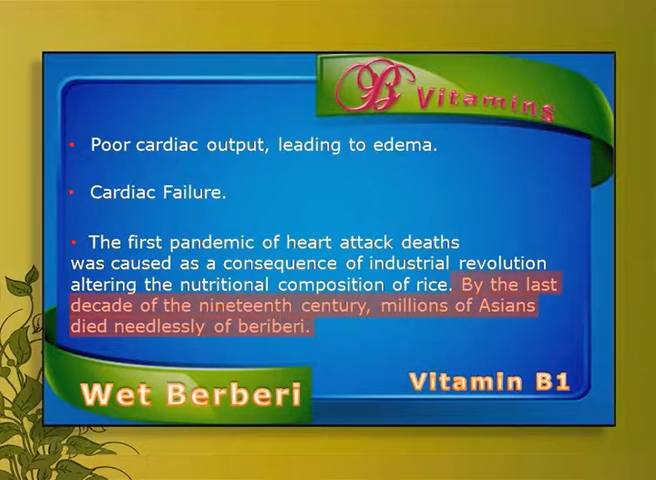 B Vitamins
• Poor cardiac output, leading to edema.
• Cardiac Failure.
• The first pandemic of heart attack deaths
was caused as a consequence of industrial revolution
altering the nutritional composition of rice. By the last
decade of the nineteenth century, millions of Asians
died needlessly of beriberi.
Vitamin B1
Wet Berberi